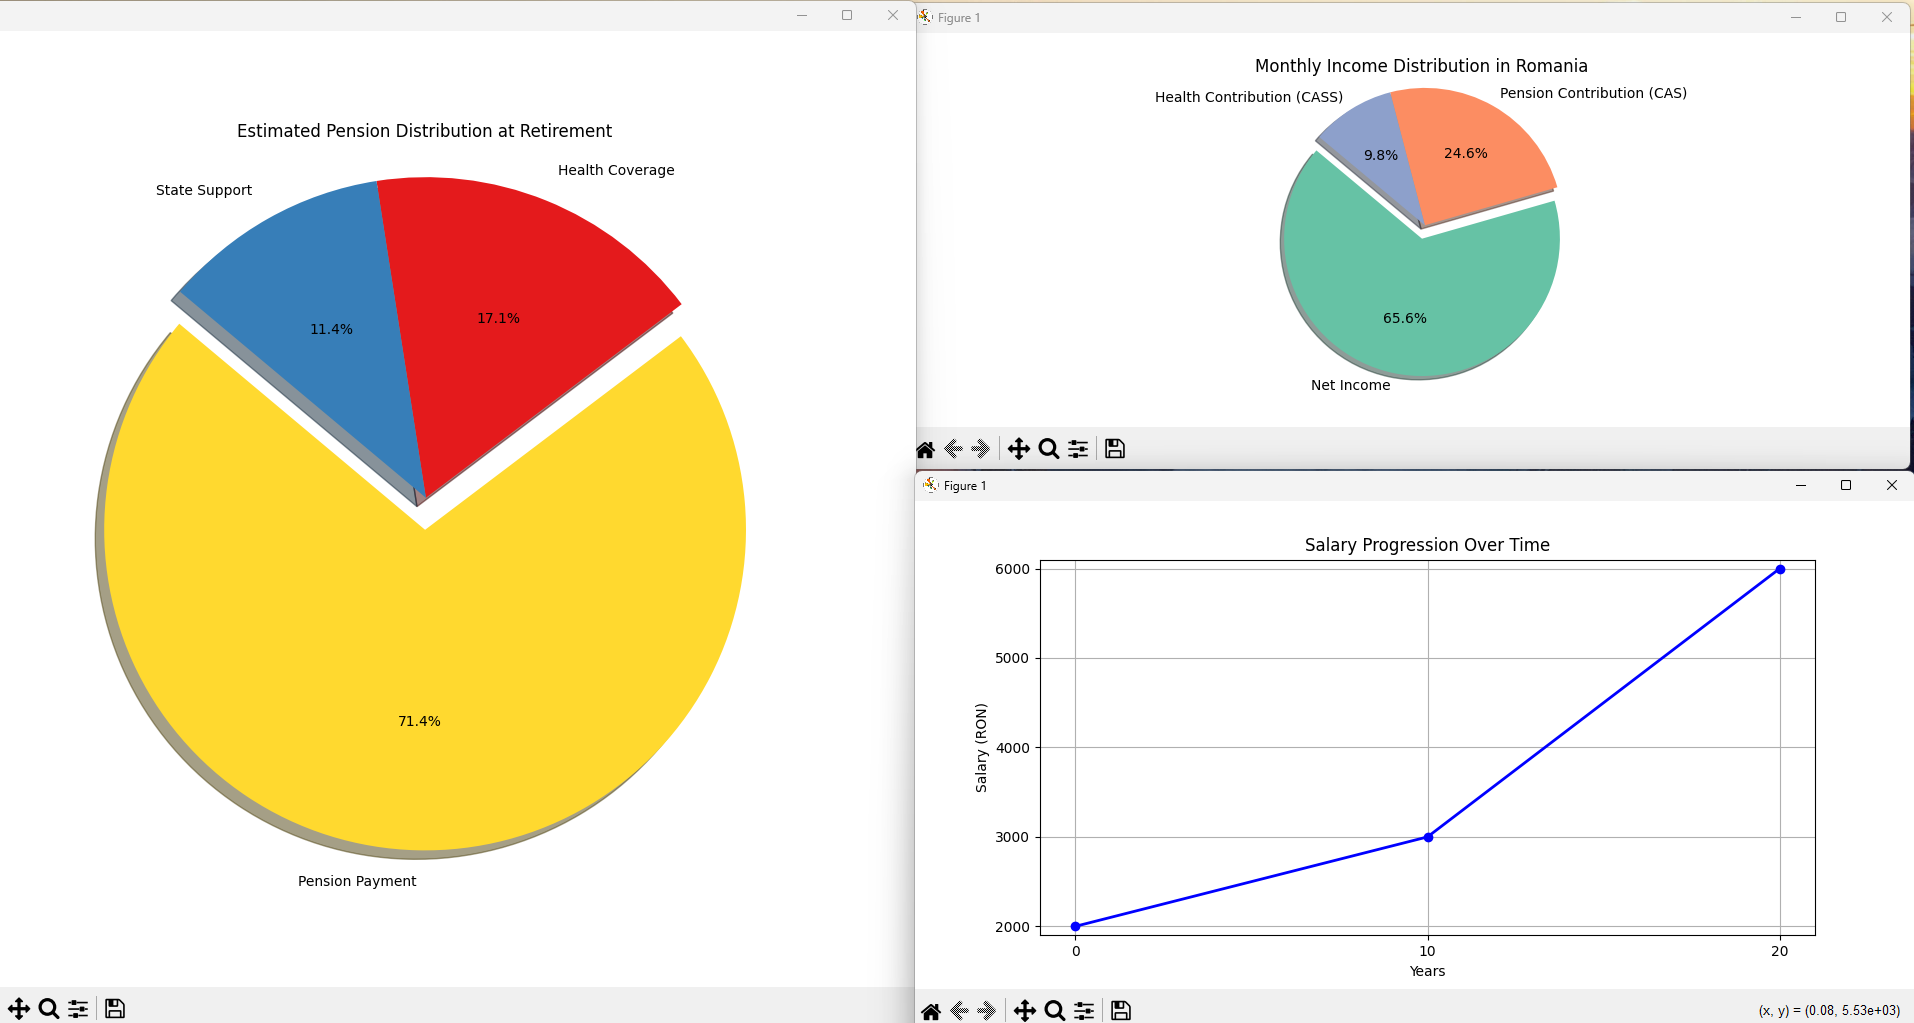 Estimated Pension Distribution at Retirement
Health Coverage
State Support
11.4%
17.1%
71.4%
Pension Payment
Figure 1
Monthly Income Distribution in Romania
Health Contribution (CASS)
Pension Contribution (CAS)
9.8%
24.6%
65.6%
Net Income
Figure 1
Salary Progression Over Time
6000
5000
4000
3000
2000
Salary (RON)
0
10
20
Years
(x, y) = (0.08, 5.53e+03)